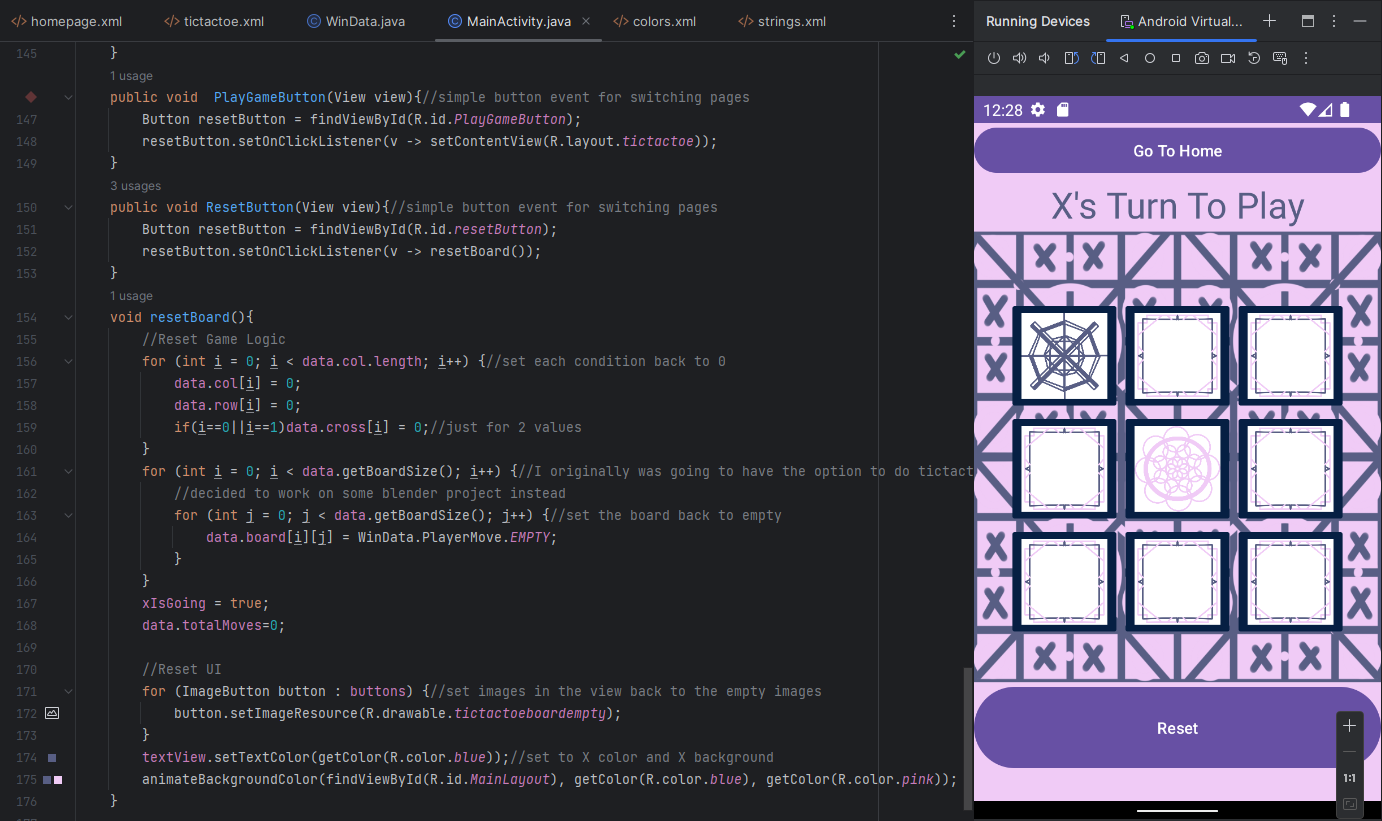 homepage.xml tictactoe.xml WinData.java MainActivity.java colors.xml strings.xml Running Devices Android Virtual...
145 }
1 usage
public void  PlayGameButton(View view){//simple button event for switching pages
147 Button resetButton = findViewById(R.id.PlayGameButton);
148 resetButton.setOnClickListener(v -> setContentView(R.layout.tictactoe));
149 }
3 usages
150 public void ResetButton(View view){//simple button event for switching pages
151 Button resetButton = findViewById(R.id.resetButton);
152 resetButton.setOnClickListener(v -> resetBoard());
153 }
1 usage
154 void resetBoard(){
155 //Reset Game Logic
156 for (int i = 0; i < data.col.length; i++) {//set each condition back to 0
157 data.col[i] = 0;
158 data.row[i] = 0;
159 if(i==0||i==1)data.cross[i] = 0;//just for 2 values
160 }
161 for (int i = 0; i < data.getBoardSize(); i++) {//I originally was going to have the option to do tictact
162 //decided to work on some blender project instead
163 for (int j = 0; j < data.getBoardSize(); j++) {//set the board back to empty
164 data.board[i][j] = WinData.PlayerMove.EMPTY;
165 }
166 }
167 xIsGoing = true;
168 data.totalMoves=0;
169
170 //Reset UI
171 for (ImageButton button : buttons) {//set images in the view back to the empty images
172 button.setImageResource(R.drawable.tictactoeboardempty);
173 }
174 textView.setTextColor(getColor(R.color.blue));//set to X color and X background
175 animateBackgroundColor(findViewById(R.id.MainLayout), getColor(R.color.blue), getColor(R.color.pink));
176 }
12:28
Go To Home
X's Turn To Play
Reset
1:1